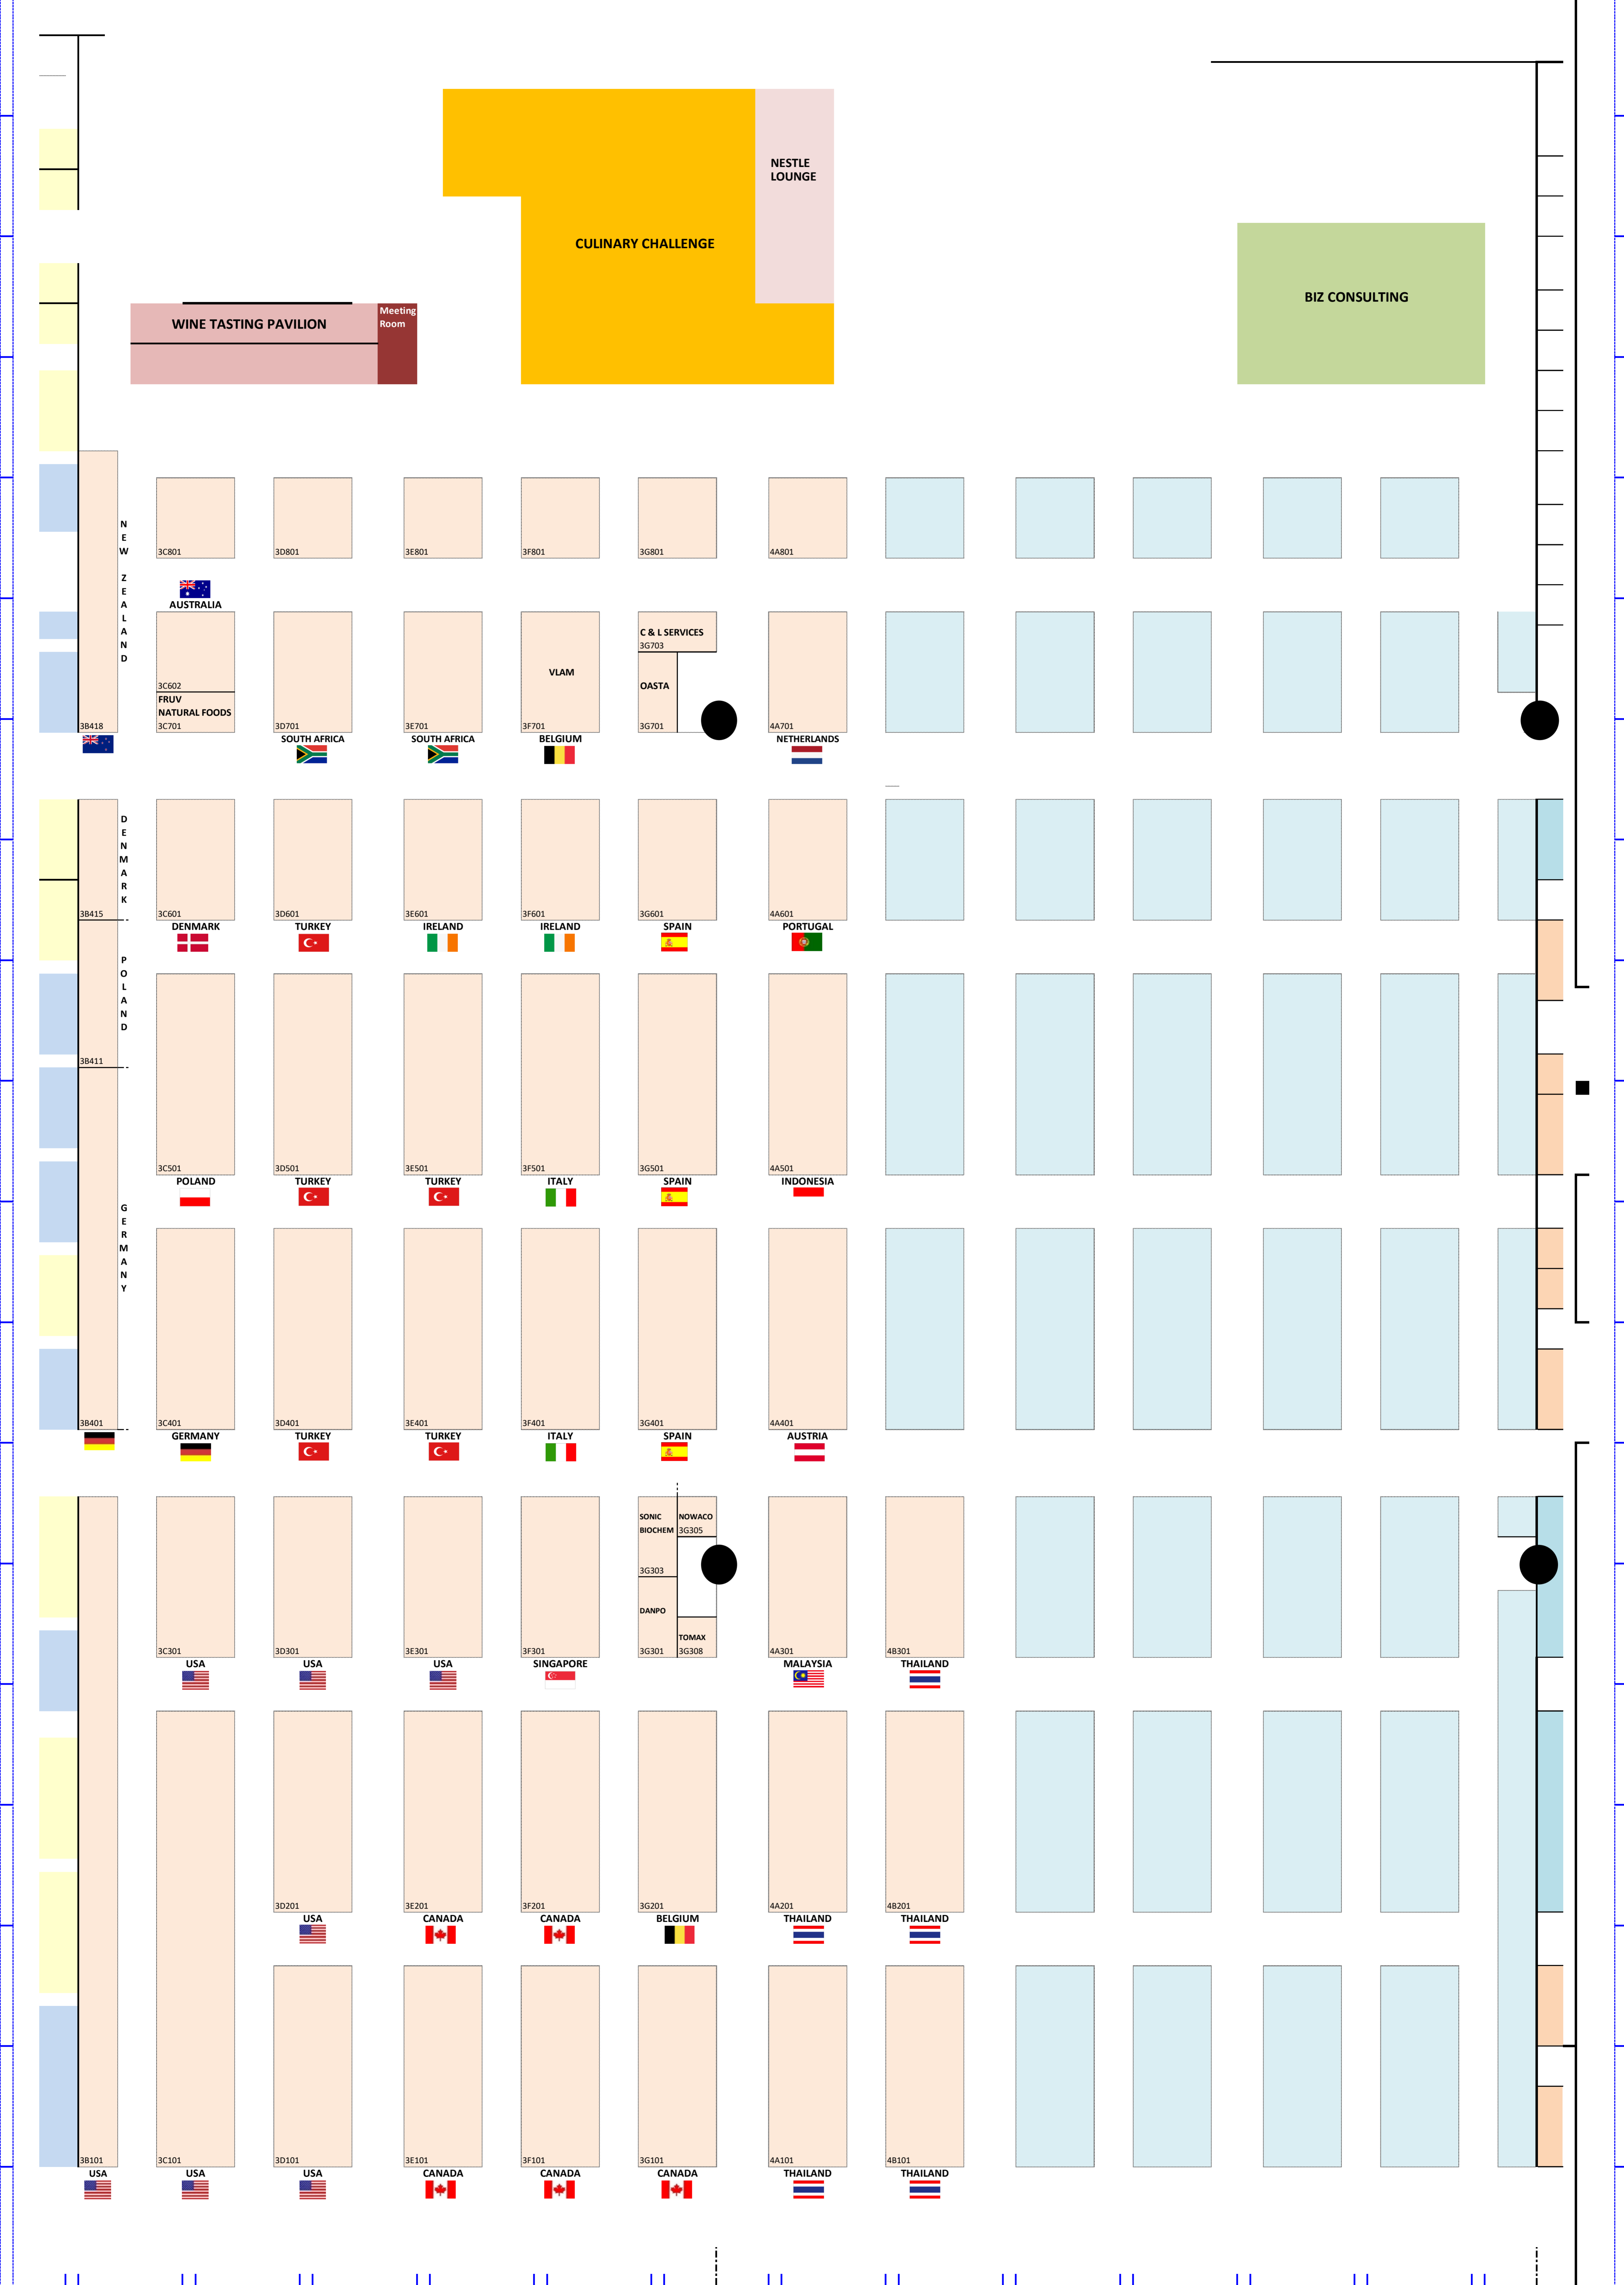 NESTLE
LOUNGE
CULINARY CHALLENGE
BIZ CONSULTING
WINE TASTING PAVILION
Meeting
Room
NEW ZEALAND
3C801
3D801
3E801
3F801
3G801
4A801
AUSTRALIA
C & L SERVICES
3G703
VLAM
OASTA
3C602
FRUV
NATURAL FOODS
3B418
3C701
3D701
3E701
3F701
3G701
4A701
SOUTH AFRICA
SOUTH AFRICA
BELGIUM
NETHERLANDS
DENMARK
3B415
3C601
3D601
3E601
3F601
3G601
4A601
DENMARK
TURKEY
IRELAND
IRELAND
SPAIN
PORTUGAL
POLAND
3B411
3C501
3D501
3E501
3F501
3G501
4A501
POLAND
TURKEY
TURKEY
ITALY
SPAIN
INDONESIA
GERMANY
3B401
3C401
3D401
3E401
3F401
3G401
4A401
GERMANY
TURKEY
TURKEY
ITALY
SPAIN
AUSTRIA
SONIC
BIOCHEM
NOWACO
3G305
3G303
DANPO
TOMAX
3C301
3D301
3E301
3F301
3G301
3G308
4A301
4B301
USA
USA
USA
SINGAPORE
MALAYSIA
THAILAND
3D201
3E201
3F201
3G201
4A201
4B201
USA
CANADA
CANADA
BELGIUM
THAILAND
THAILAND
3B101
3C101
3D101
3E101
3F101
3G101
4A101
4B101
USA
USA
USA
CANADA
CANADA
CANADA
THAILAND
THAILAND